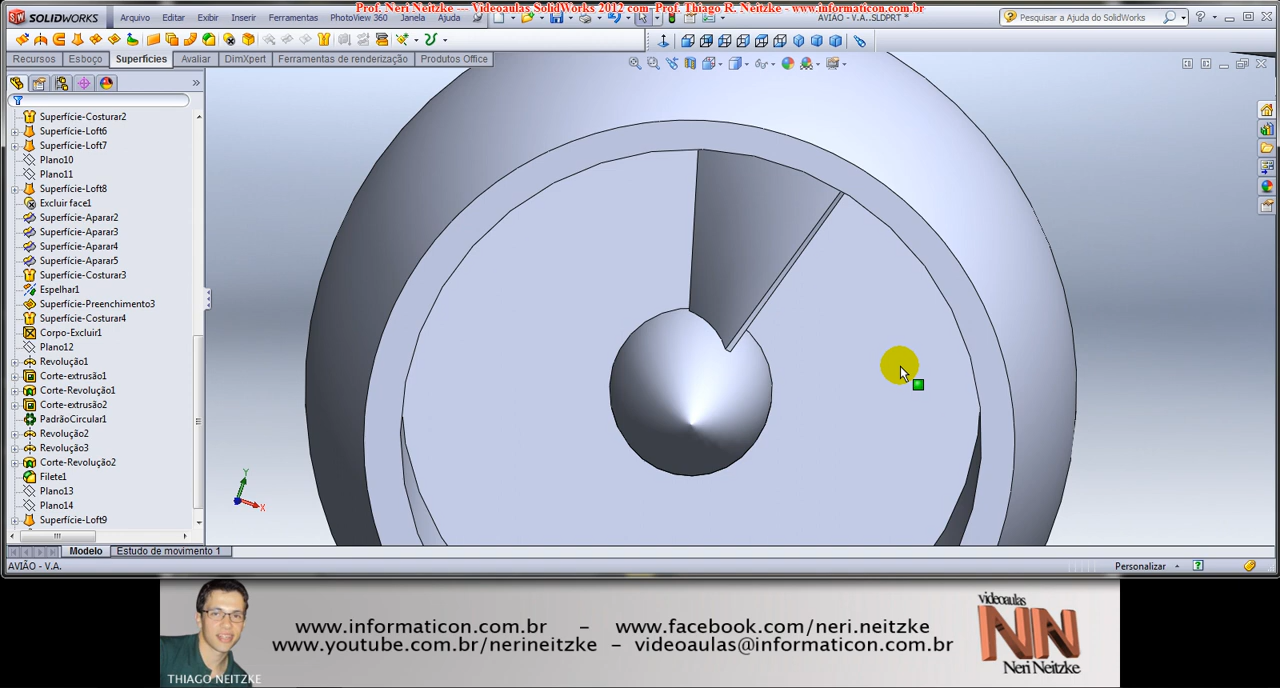 Prof. Neri Neitzke --- Videoaulas SolidWorks 2012 com Prof. Thiago R. Neitzke - www.informaticon.com.br
SOLIDWORKS Arquivo Editar Exibir Inserir Ferramentas PhotoView 360 Janela Ajuda AVIÃO - V.A..SLDPRT * Pesquisar a Ajuda do SolidWorks
Recursos Esboço Superfícies Avaliar DimXpert Ferramentas de renderização Produtos Office
Superfície-Costurar2
Superfície-Loft6
Superfície-Loft7
Plano10
Plano11
Superfície-Loft8
Excluir face1
Superfície-Aparar2
Superfície-Aparar3
Superfície-Aparar4
Superfície-Aparar5
Superfície-Costurar3
Espelhar1
Superfície-Preenchimento3
Superfície-Costurar4
Corpo-Excluir1
Plano12
Revolução1
Corte-extrusão1
Corte-Revolução1
Corte-extrusão2
PadrãoCircular1
Revolução2
Revolução3
Corte-Revolução2
Filete1
Plano13
Plano14
Superfície-Loft9
Y
X
Modelo Estudo de movimento 1
AVIÃO - V.A. Personalizar
www.informaticon.com.br - www.facebook.com/neri.neitzke
www.youtube.com.br/nerineitzke - videoaulas@informaticon.com.br
THIAGO NEITZKE
videoaulas
NN
Neri Neitzke